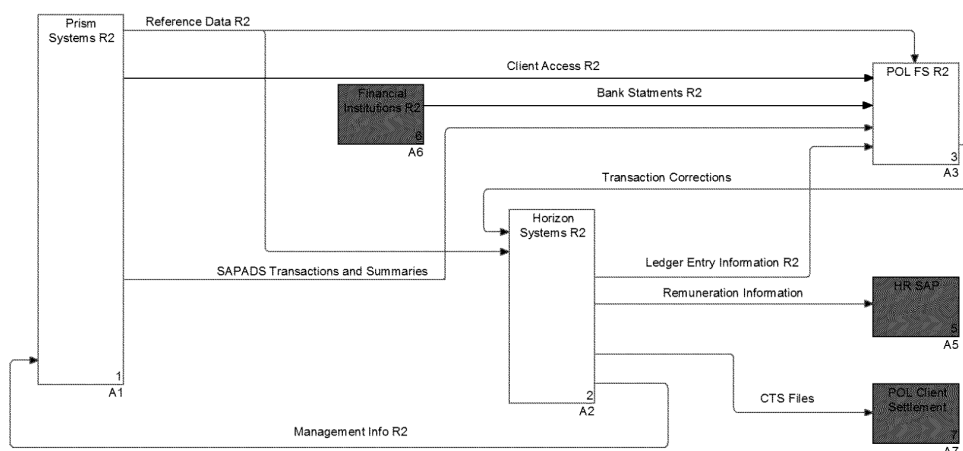 Prism
Systems R2
Reference Data R2
Client Access R2
POL FS R2
Financial
Institutions R2
Bank Statments R2
6
A6
3
A3
Transaction Corrections
Horizon
Systems R2
SAPADS Transactions and Summaries
Ledger Entry Information R2
Remuneration Information
HR SAP
5
A5
1
A1
2
A2
CTS Files
POL Client
Settlement
7
A7
Management Info R2